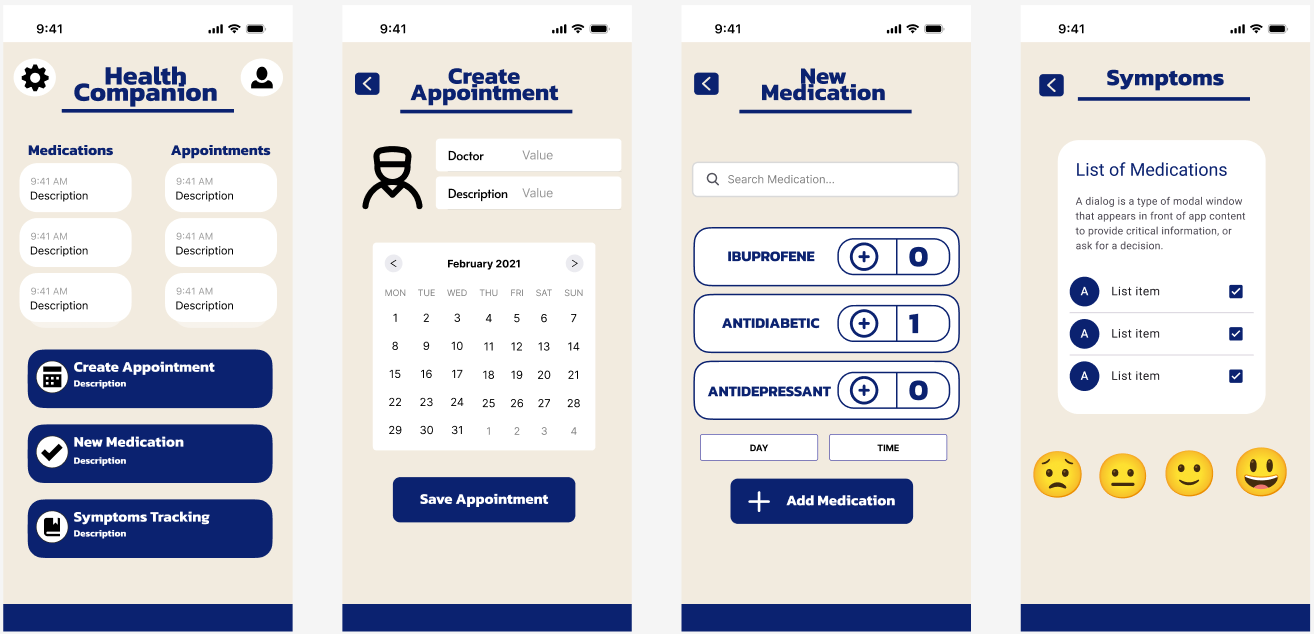 9:41
Health
Companion
Medications
Appointments
9:41 AM
Description
9:41 AM
Description
9:41 AM
Description
9:41 AM
Description
9:41 AM
Description
9:41 AM
Description
Create Appointment
Description
New Medication
Description
Symptoms Tracking
Description
9:41
Create
Appointment
Doctor Value
Description Value
< February 2021 >
MON TUE WED THU FRI SAT SUN
1 2 3 4 5 6 7
8 9 10 11 12 13 14
15 16 17 18 19 20 21
22 23 24 25 26 27 28
29 30 31 1 2 3 4
Save Appointment
9:41
New
Medication
Search Medication...
IBUPROFENE 0
ANTIDIABETIC 1
ANTIDEPRESSANT 0
DAY TIME
Add Medication
9:41
Symptoms
List of Medications
A dialog is a type of modal window
that appears in front of app content
to provide critical information, or
ask for a decision.
A List item
A List item
A List item